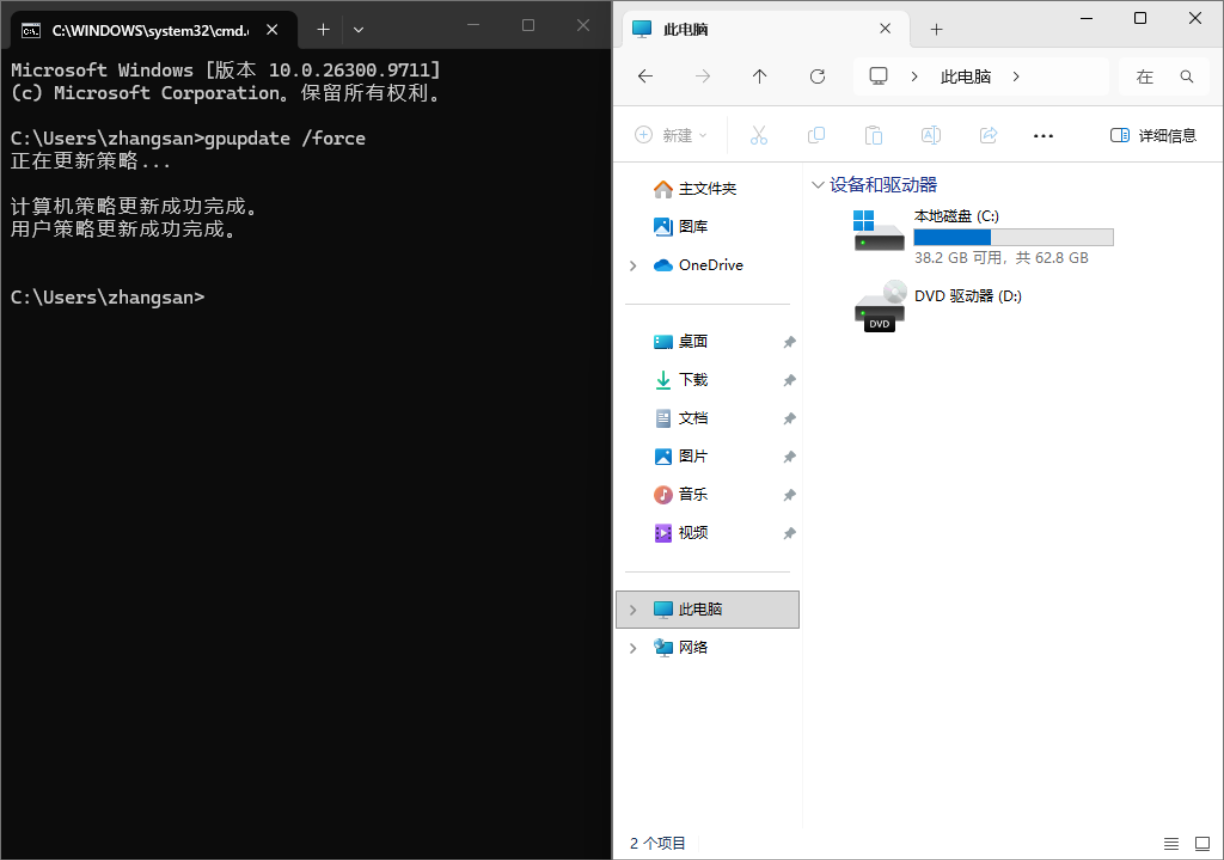 C:\WINDOWS\system32\cmd.
Microsoft Windows [版本 10.0.26300.9711]
(c) Microsoft Corporation。保留所有权利。
C:\Users\zhangsan>gpupdate /force
正在更新策略...
计算机策略更新成功完成。
用户策略更新成功完成。
C:\Users\zhangsan>
此电脑
此电脑
在
新建
详细信息
主文件夹
图库
OneDrive
桌面
下载
文档
图片
音乐
视频
此电脑
网络
设备和驱动器
本地磁盘 (C:)
38.2 GB 可用，共 62.8 GB
DVD 驱动器 (D:)
DVD
2 个项目